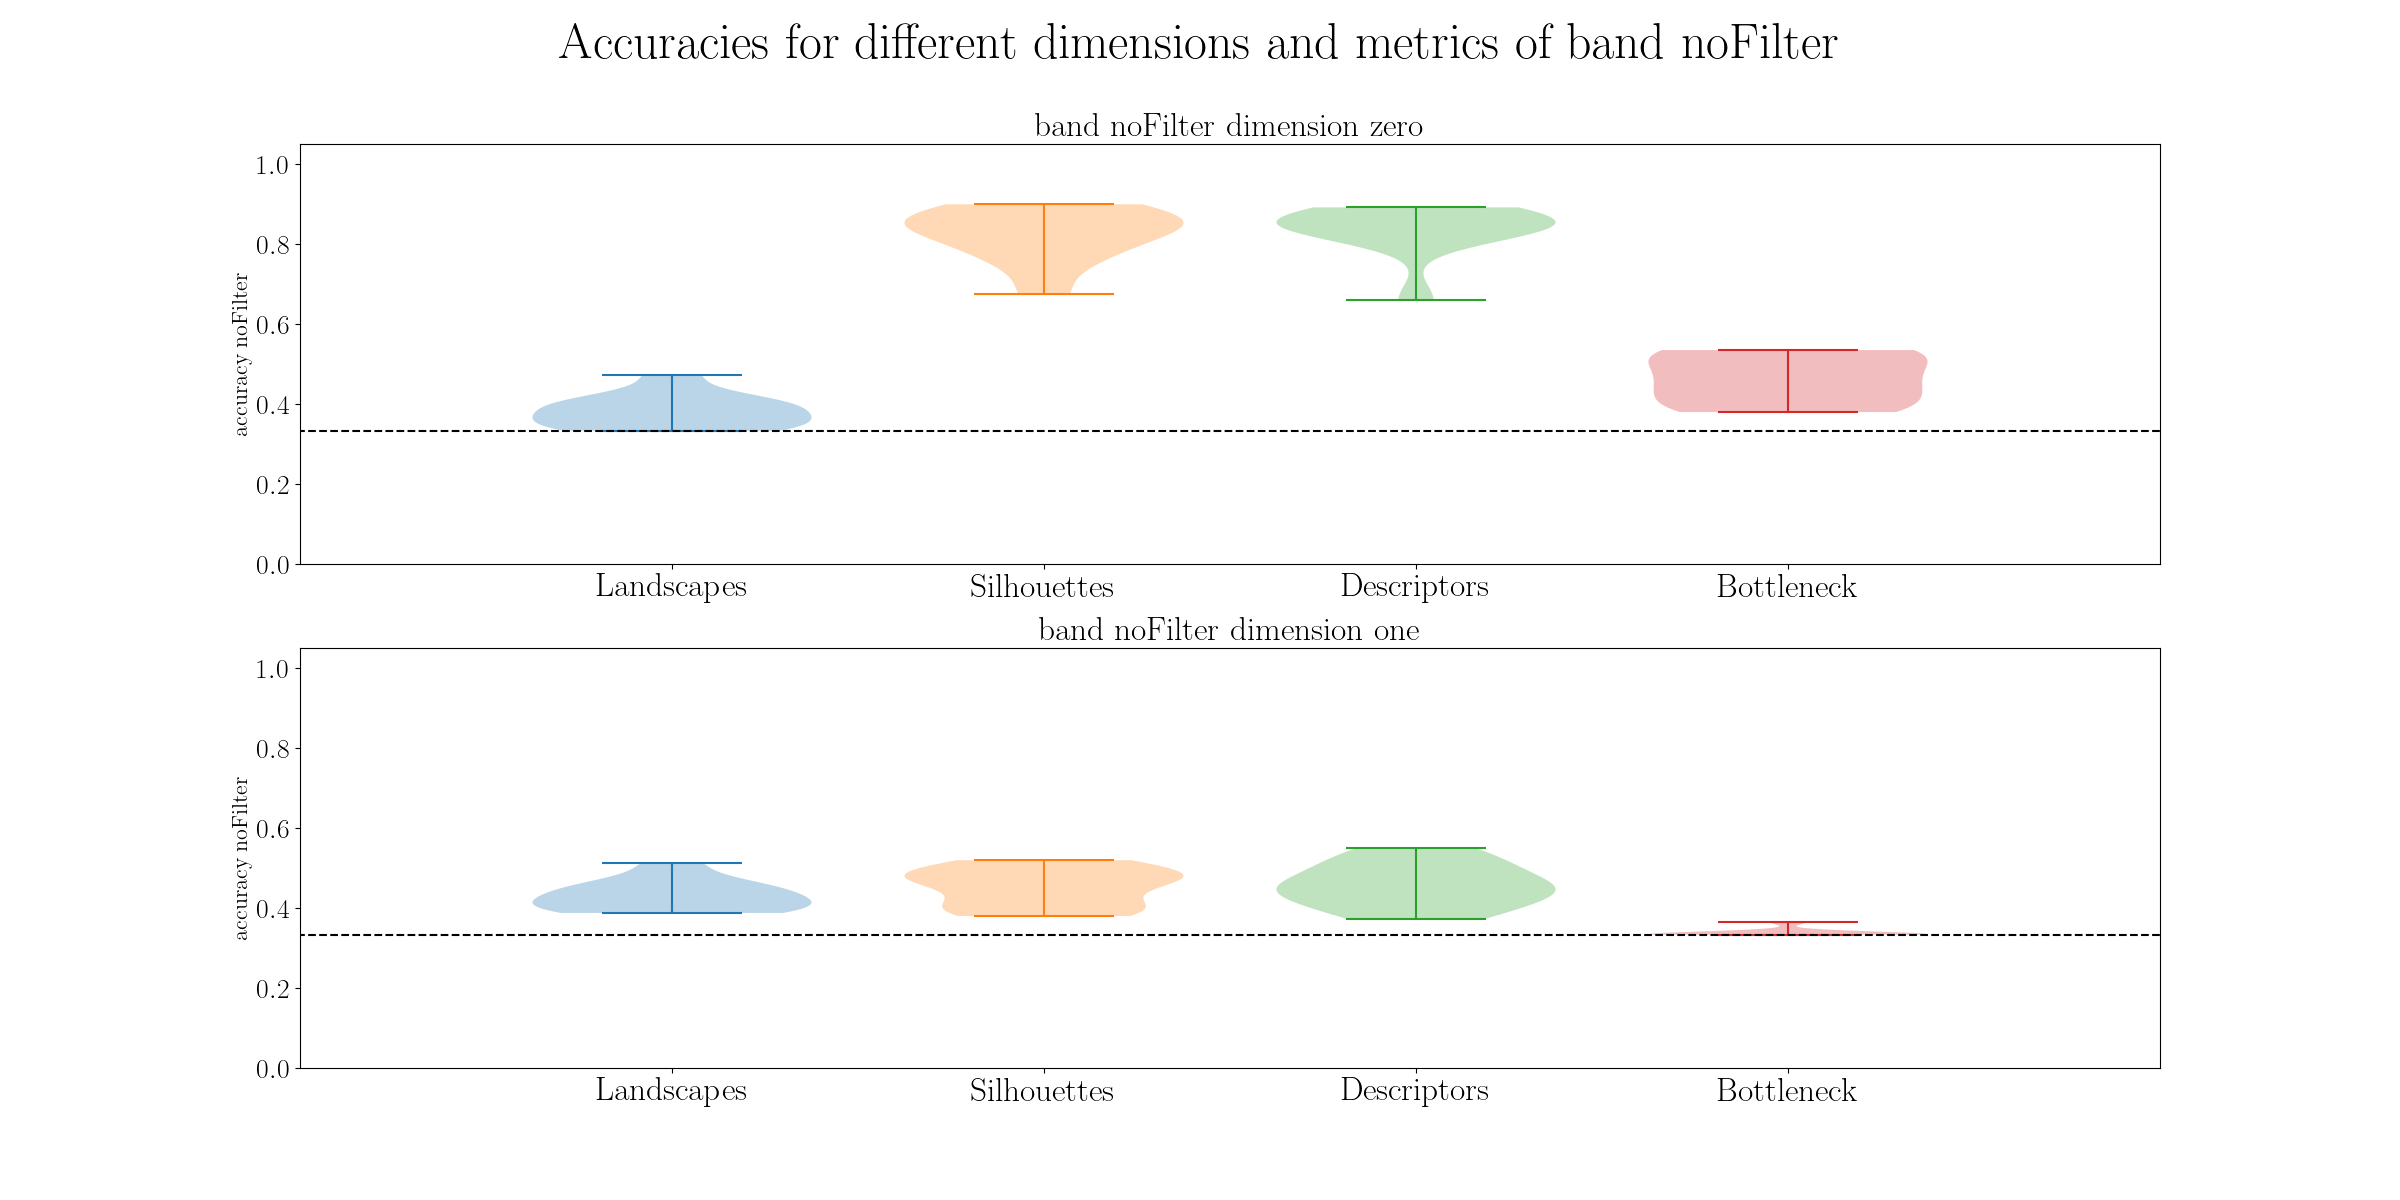 Accuracies for different dimensions and metrics of band noFilter
band noFilter dimension zero
accuracy noFilter
1.0
0.8
0.6
0.4
0.2
0.0
Landscapes Silhouettes Descriptors Bottleneck
band noFilter dimension one
accuracy noFilter
1.0
0.8
0.6
0.4
0.2
0.0
Landscapes Silhouettes Descriptors Bottleneck